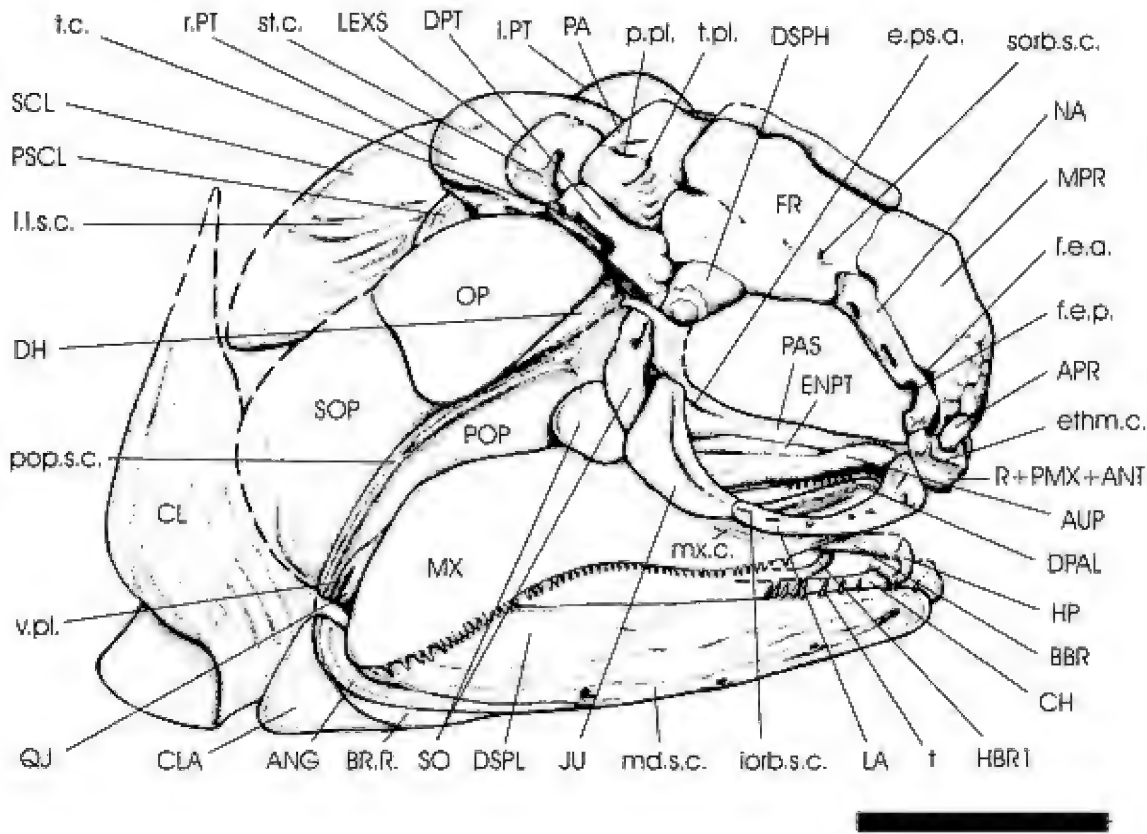 t.c. r.PT st.c. LEXS DPT l.PT PA p.pl. t.pl. DSPH e.ps.a. sorb.s.c.
SCL
NA
PSCL
MPR
l.l.s.c.
FR
f.e.a.
OP
f.e.p.
DH
PAS
APR
ENPT
SOP
ethm.c.
POP
pop.s.c.
R+PMX+ANT
CL
AUP
mx.c.
DPAL
MX
HP
v.pl.
BBR
CH
QJ CLA ANG BR.R. SO DSPL JU md.s.c. iorb.s.c. LA t HBR1